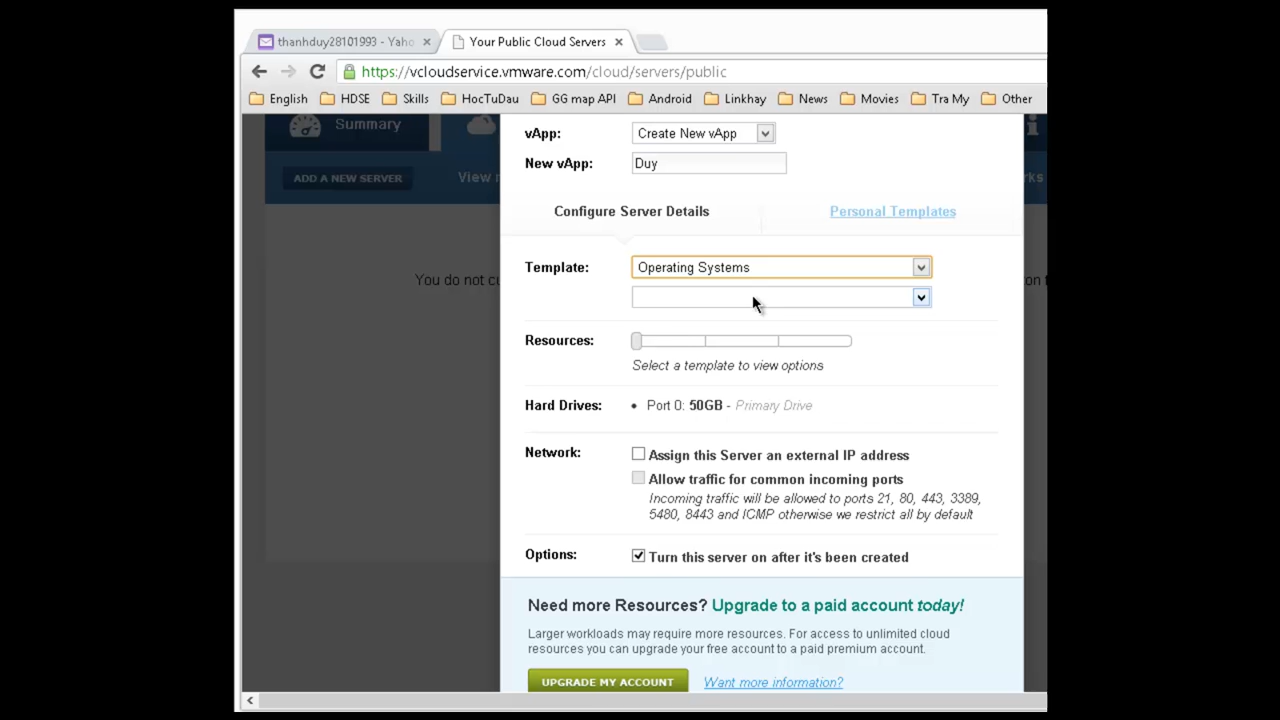 thanhduy28101993 - Yaho
Your Public Cloud Servers
https://vcloudservice.vmware.com/cloud/servers/public
English HDSE Skills HocTuDau GG map API Android Linkhay News Movies Tra My Other
Summary
ADD A NEW SERVER
View
You do not cu
vApp: Create New vApp
New vApp: Duy
Configure Server Details
Personal Templates
Template: Operating Systems
Resources:
Select a template to view options
Hard Drives: • Port 0: 50GB - Primary Drive
Network: Assign this Server an external IP address
Allow traffic for common incoming ports
Incoming traffic will be allowed to ports 21, 80, 443, 3389,
5480, 8443 and ICMP otherwise we restrict all by default
Options: Turn this server on after it's been created
Need more Resources? Upgrade to a paid account today!
Larger workloads may require more resources. For access to unlimited cloud
resources you can upgrade your free account to a paid premium account.
UPGRADE MY ACCOUNT
Want more information?